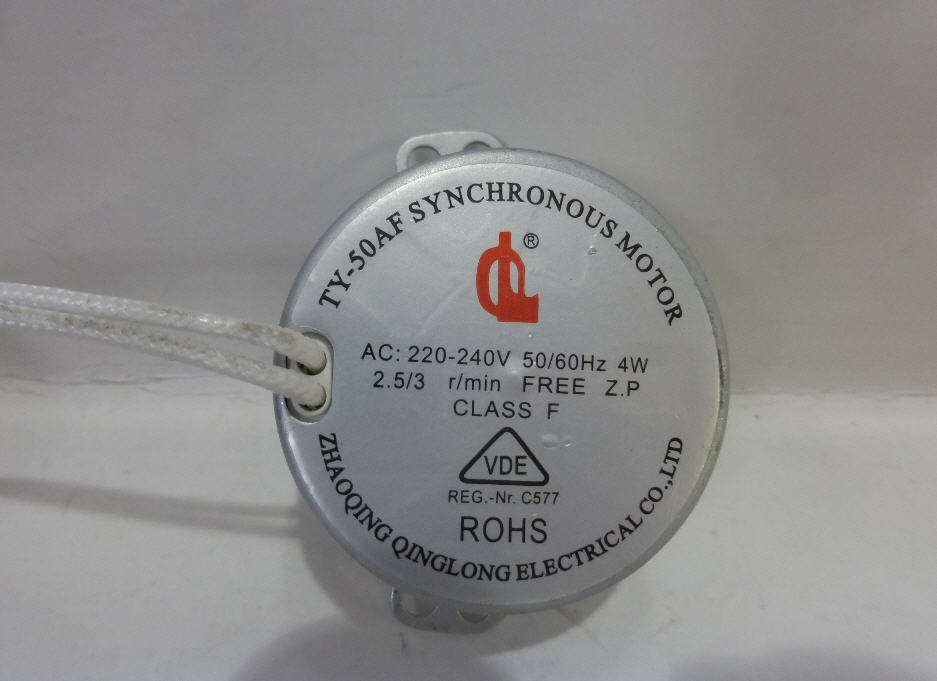 TY-50AF SYNCHRONOUS MOTOR
®
AC: 220-240V 50/60Hz 4W
2.5/3 r/min FREE Z.P
CLASS F
VDE
REG.-Nr. C577
ROHS
ZHAOQING QINGLONG ELECTRICAL CO.,LTD